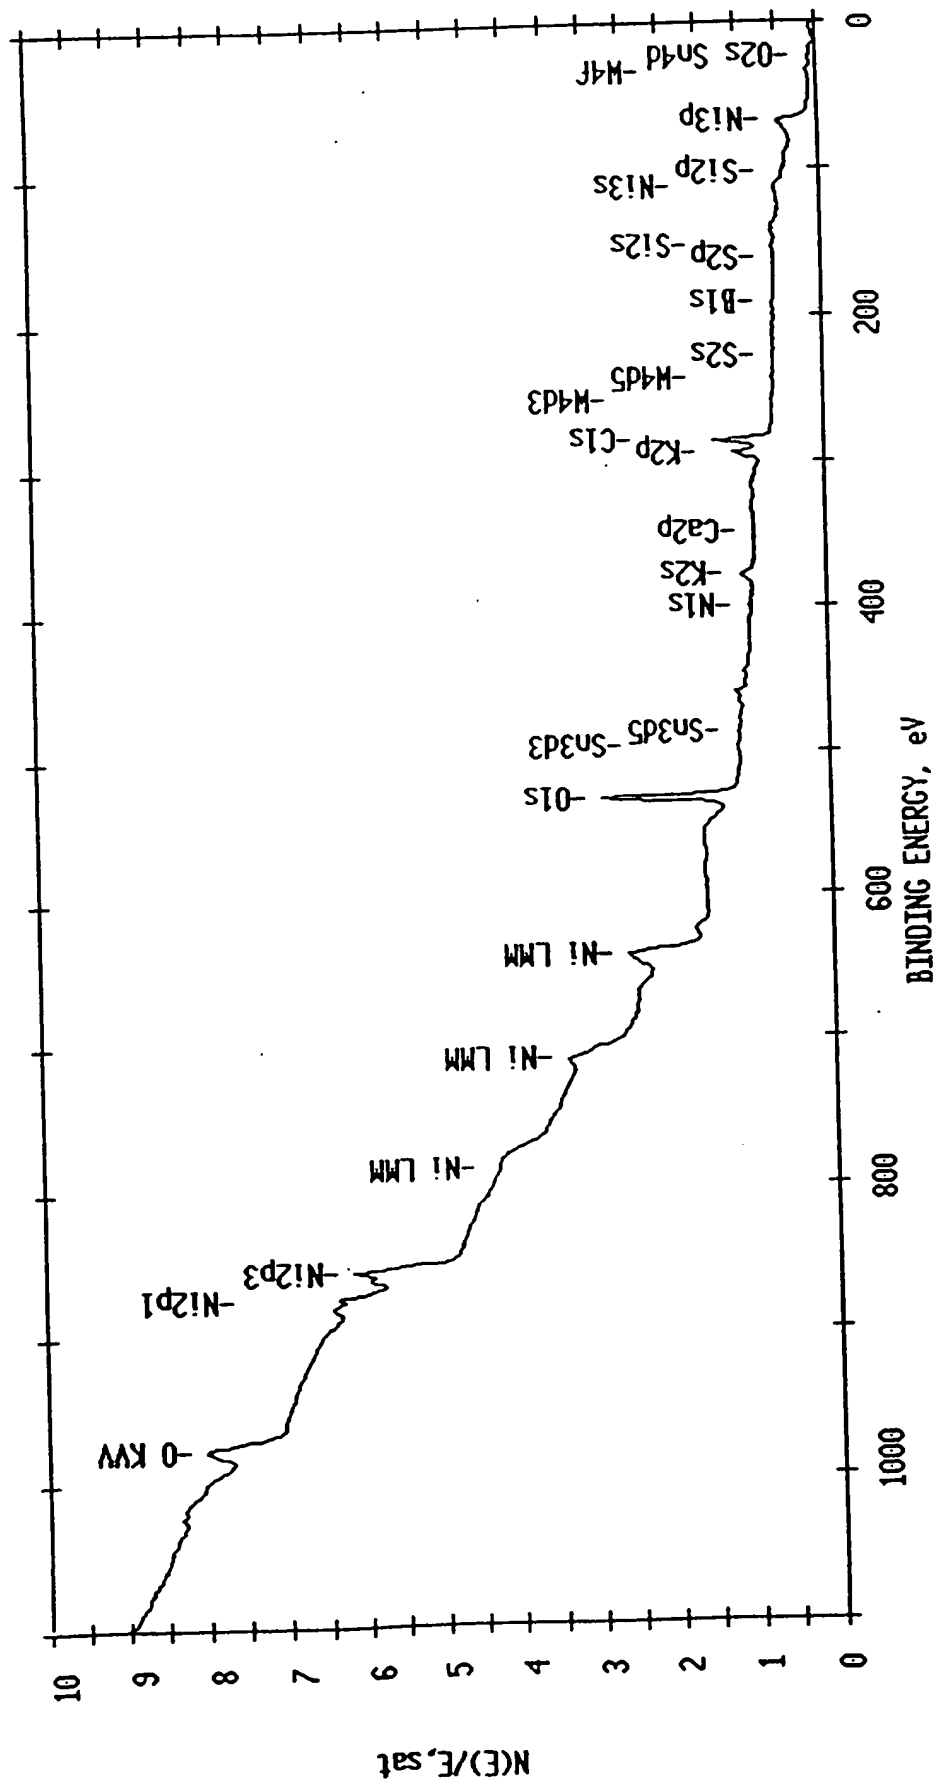 N(E)/E,sat
10
9
8
7
6
5
4
3
2
1
0
-O KVV
-Ni2p1
-Ni2p3
-Ni LMM
-Ni LMM
-Ni LMM
-O1s
-Sn3d3
-Sn3d5
-N1s
-K2s
-Ca2p
-K2p
-C1s
-W4d3
-W4d5
-S2s
-B1s
-S2p
-Si2s
-Ni3s
-Si2p
-Ni3p
-W4f
-O2s Sn4d
1000
800
600
400
200
0
BINDING ENERGY, eV